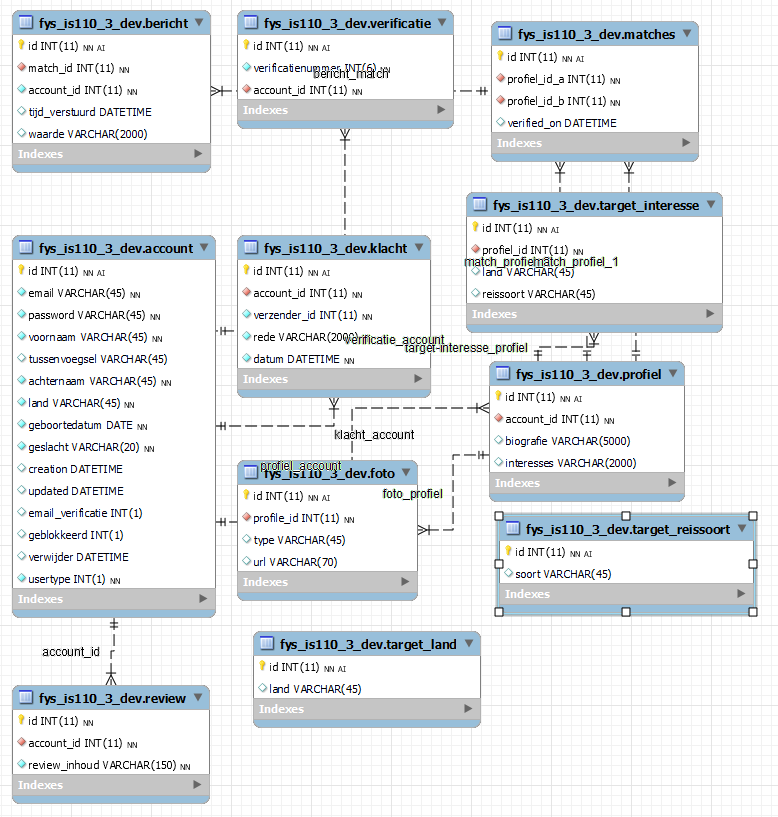 fys_is110_3_dev.bericht
id INT(11) NN AI
match_id INT(11) NN
account_id INT(11) NN
tijd_verstuurd DATETIME
waarde VARCHAR(2000)
Indexes
fys_is110_3_dev.verificatie
id INT(11) NN AI
verificatienummer INT(6) NN
bericht_match
account_id INT(11) NN
Indexes
fys_is110_3_dev.matches
id INT(11) NN AI
profiel_id_a INT(11) NN
profiel_id_b INT(11) NN
verified_on DATETIME
Indexes
fys_is110_3_dev.target_interesse
id INT(11) NN AI
profiel_id INT(11) NN
match_profiel
match_profiel_1
land VARCHAR(45)
reissoort VARCHAR(45)
Indexes
fys_is110_3_dev.account
id INT(11) NN AI
email VARCHAR(45) NN
password VARCHAR(45) NN
voornaam VARCHAR(45) NN
tussenvoegsel VARCHAR(45)
achternaam VARCHAR(45) NN
land VARCHAR(45) NN
geboortedatum DATE NN
geslacht VARCHAR(20) NN
creation DATETIME
updated DATETIME
email_verificatie INT(1)
geblokkeerd INT(1)
verwijder DATETIME
usertype INT(1) NN
Indexes
fys_is110_3_dev.klacht
id INT(11) NN AI
account_id INT(11) NN
verzender_id INT(11) NN
rede VARCHAR(2000) NN
verificatie_account
datum DATETIME NN
Indexes
target-interesse_profiel
klacht_account
fys_is110_3_dev.profiel
id INT(11) NN AI
account_id INT(11) NN
biografie VARCHAR(5000)
interesses VARCHAR(2000)
Indexes
profiel_account
fys_is110_3_dev.foto
id INT(11) NN AI
profile_id INT(11) NN
type VARCHAR(45)
url VARCHAR(70)
Indexes
foto_profiel
fys_is110_3_dev.target_reissoort
id INT(11) NN AI
soort VARCHAR(45)
Indexes
account_id
fys_is110_3_dev.target_land
id INT(11) NN AI
land VARCHAR(45)
Indexes
fys_is110_3_dev.review
id INT(11) NN
account_id INT(11) NN
review_inhoud VARCHAR(150) NN
Indexes